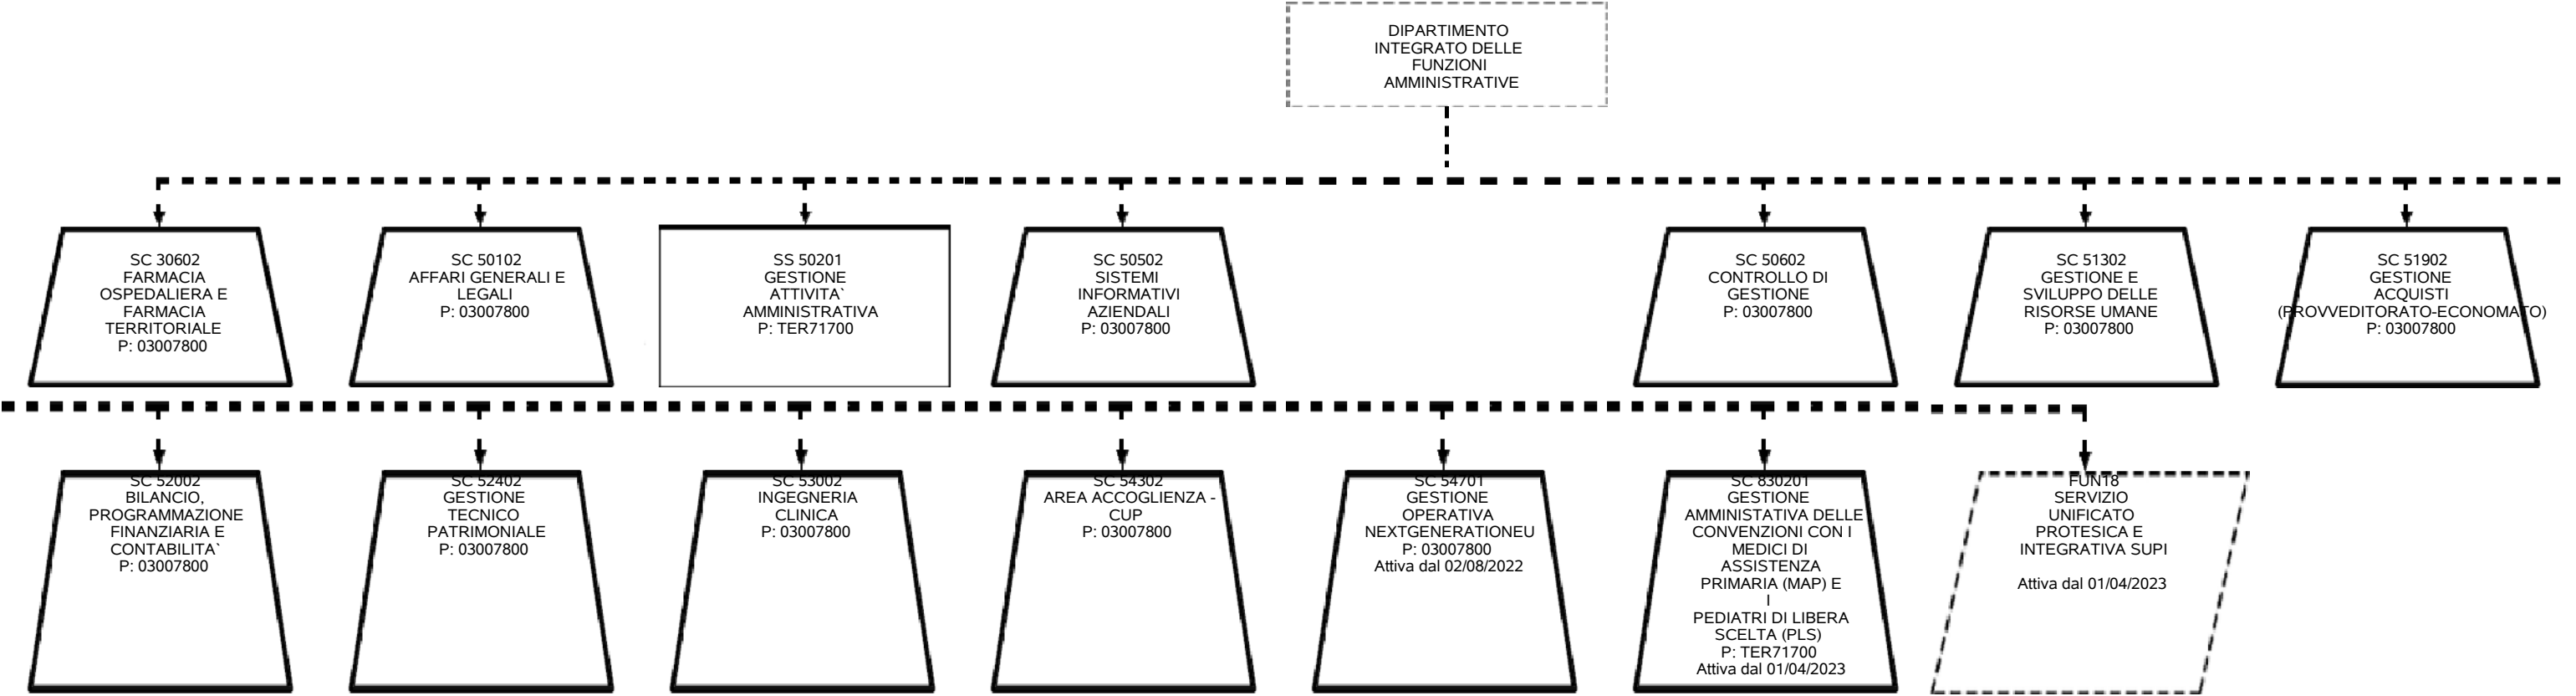 DIPARTIMENTO
INTEGRATO DELLE
FUNZIONI
AMMINISTRATIVE
SC 30602
FARMACIA
OSPEDALIERA E
FARMACIA
TERRITORIALE
P: 03007800
SC 50102
AFFARI GENERALI E
LEGALI
P: 03007800
SS 50201
GESTIONE
ATTIVITA`
AMMINISTRATIVA
P: TER71700
SC 50502
SISTEMI
INFORMATIVI
AZIENDALI
P: 03007800
SC 50602
CONTROLLO DI
GESTIONE
P: 03007800
SC 51302
GESTIONE E
SVILUPPO DELLE
RISORSE UMANE
P: 03007800
SC 51902
GESTIONE
ACQUISTI
(PROVVEDITORATO-ECONOMATO)
P: 03007800
SC 52002
BILANCIO,
PROGRAMMAZIONE
FINANZIARIA E
CONTABILITA`
P: 03007800
SC 52402
GESTIONE
TECNICO
PATRIMONIALE
P: 03007800
SC 53002
INGEGNERIA
CLINICA
P: 03007800
SC 54302
AREA ACCOGLIENZA -
CUP
P: 03007800
SC 54701
GESTIONE
OPERATIVA
NEXTGENERATIONEU
P: 03007800
Attiva dal 02/08/2022
SC 830201
GESTIONE
AMMINISTATIVA DELLE
CONVENZIONI CON I
MEDICI DI
ASSISTENZA
PRIMARIA (MAP) E
I
PEDIATRI DI LIBERA
SCELTA (PLS)
P: TER71700
Attiva dal 01/04/2023
FUN18
SERVIZIO
UNIFICATO
PROTESICA E
INTEGRATIVA SUPI
Attiva dal 01/04/2023